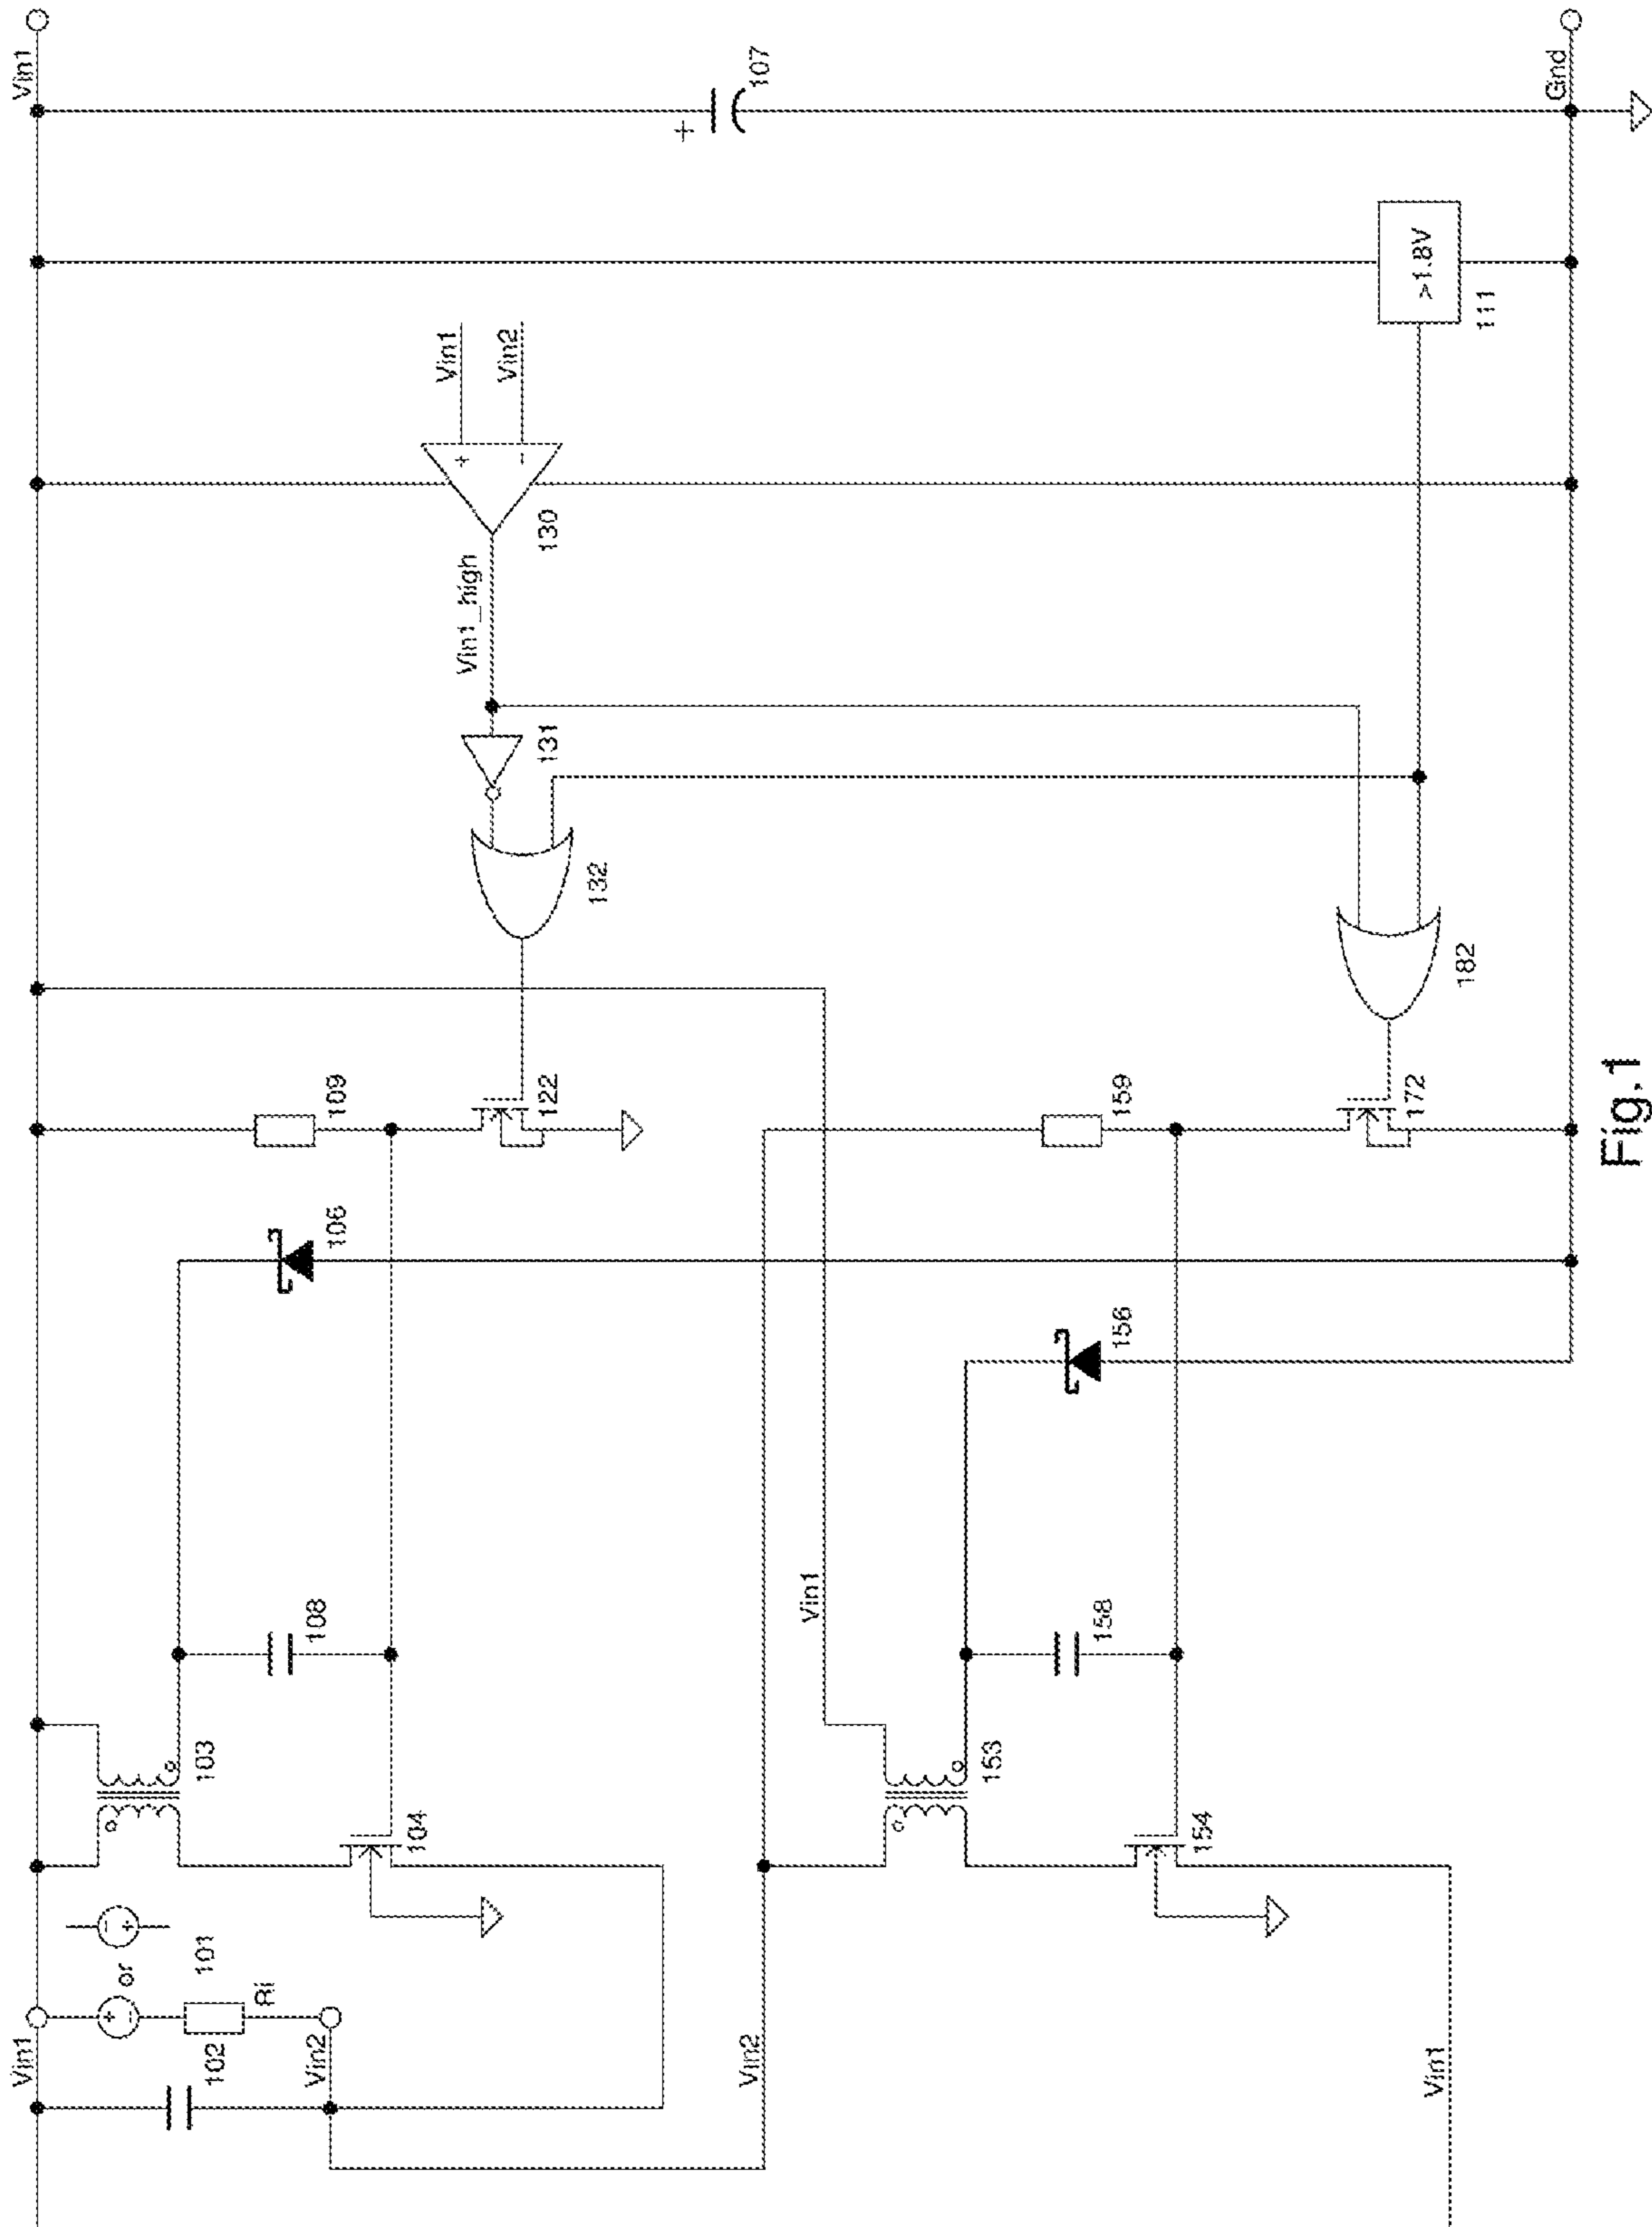 Vin1
Vin1
+
107
Gnd
>1.8V
111
Vin1
Vin2
+
-
130
Vin1_high
131
132
182
109
122
159
172
106
156
108
158
Vin1
103
153
104
154
+
-
or
-
+
101
Ri
102
Vin2
Vin2
Vin1
Fig.1